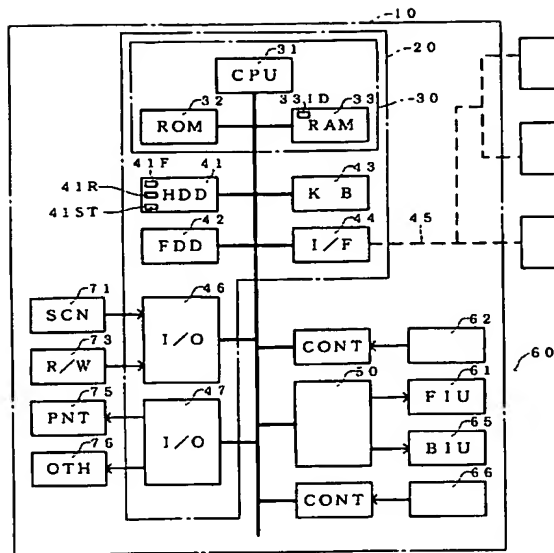 10
31
20
CPU
32
331D
33
30
ROM
RAM
41F
41
43
41R
HDD
KB
41ST
42
44
FDD
I/F
45
71
46
62
SCN
I/O
CONT
73
50
61
60
R/W
FIU
75
47
65
PNT
I/O
BIU
76
66
OTH
CONT